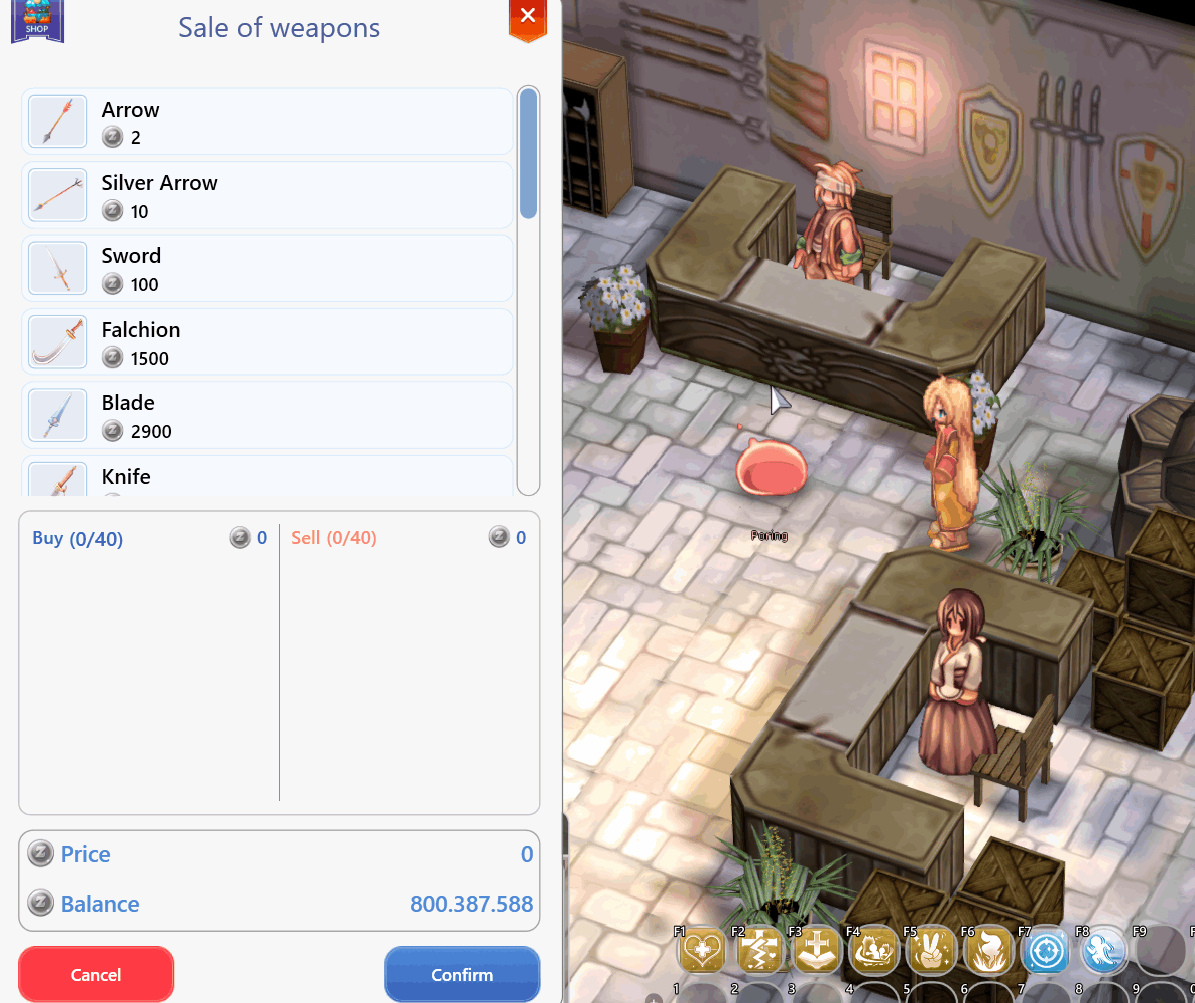 SHOP
Sale of weapons
Arrow
2
Silver Arrow
10
Sword
100
Falchion
1500
Blade
2900
Knife
Buy (0/40)
0
Sell (0/40)
0
Price
0
Balance
800.387.588
Cancel
Confirm
Poring
F1 F2 F3 F4 F5 F6 F7 F8 F9
1 2 3 4 5 6 7 8 9